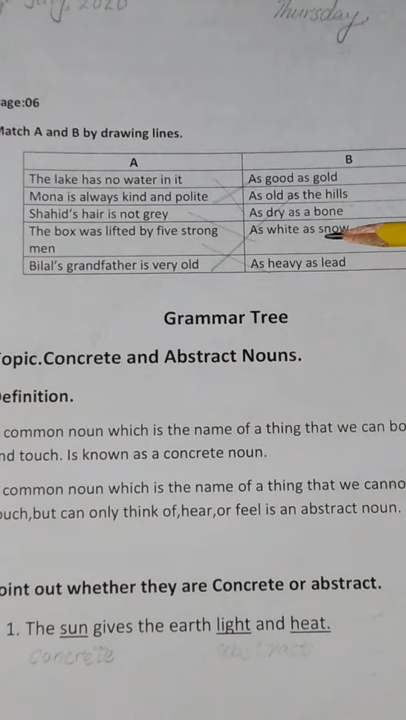 July, 2020
Thursday
age:06
Match A and B by drawing lines.
A B
The lake has no water in it As good as gold
Mona is always kind and polite As old as the hills
Shahid's hair is not grey As dry as a bone
The box was lifted by five strong As white as snow
men
Bilal's grandfather is very old As heavy as lead
Grammar Tree
opic.Concrete and Abstract Nouns.
efinition.
common noun which is the name of a thing that we can bo
nd touch. Is known as a concrete noun.
common noun which is the name of a thing that we canno
ouch,but can only think of,hear,or feel is an abstract noun.
oint out whether they are Concrete or abstract.
1. The sun gives the earth light and heat.
concrete abstract